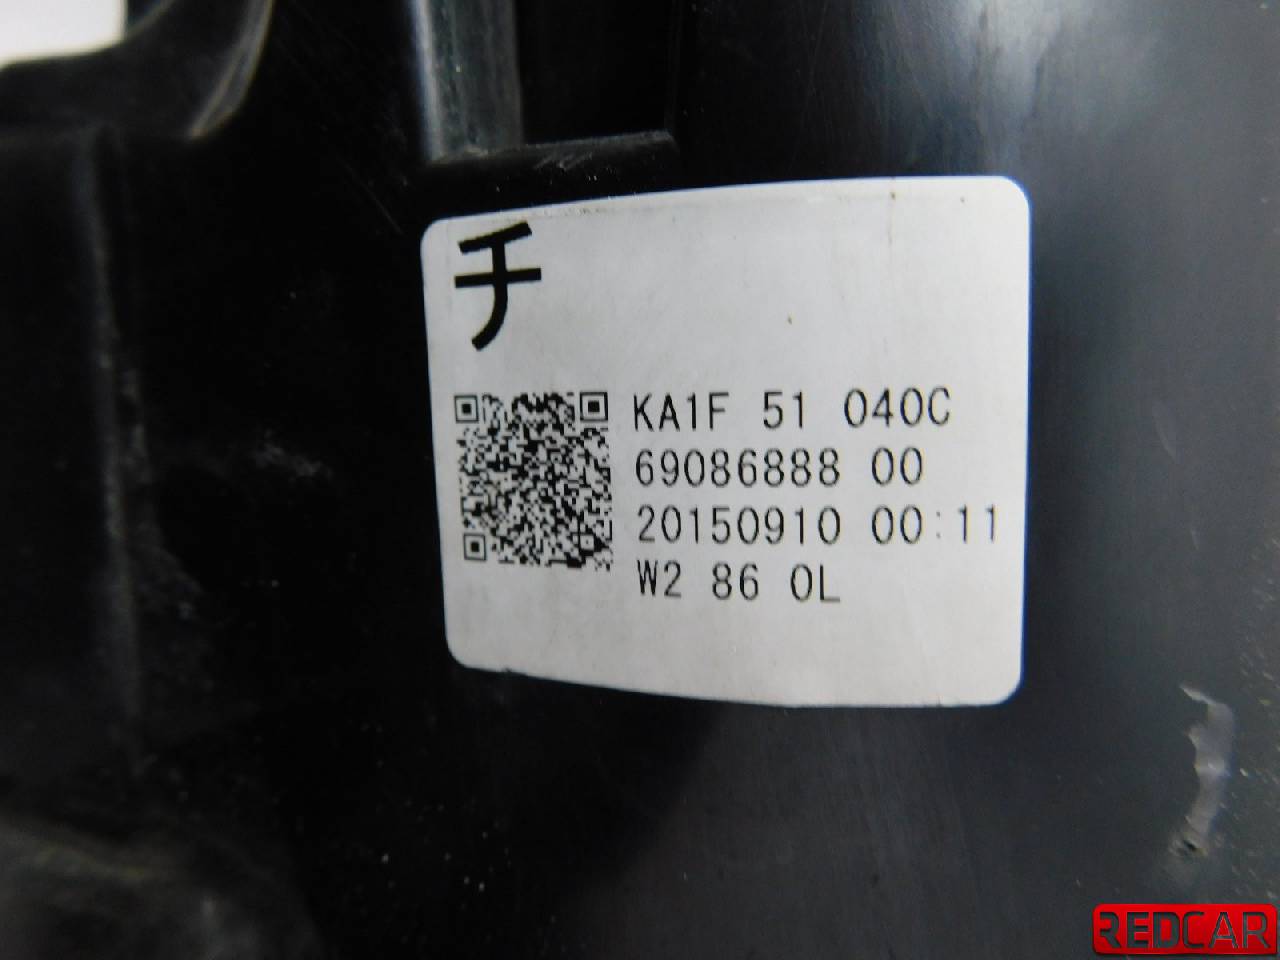 チ
KA1F 51 040C
69086888 00
20150910 00:11
W2 86 0L
REDCAR